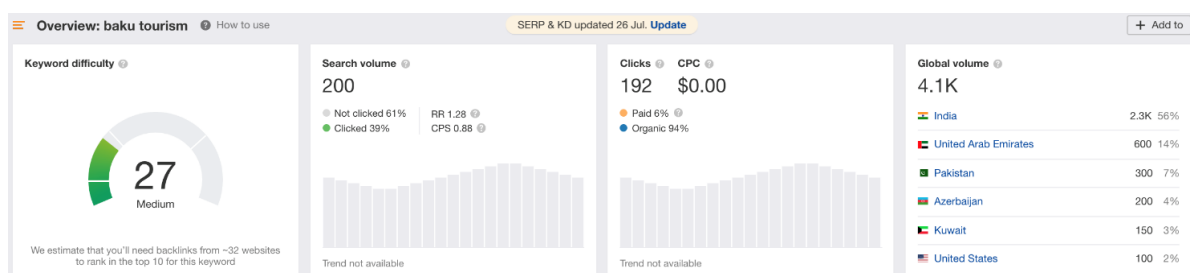 Overview: baku tourism How to use
SERP & KD updated 26 Jul. Update
+ Add to
Keyword difficulty
27
Medium
We estimate that you'll need backlinks from ~32 websites
to rank in the top 10 for this keyword
Search volume
200
Not clicked 61% RR 1.28
Clicked 39% CPS 0.88
Trend not available
Clicks CPC
192 $0.00
Paid 6%
Organic 94%
Trend not available
Global volume
4.1K
India 2.3K 56%
United Arab Emirates 600 14%
Pakistan 300 7%
Azerbaijan 200 4%
Kuwait 150 3%
United States 100 2%